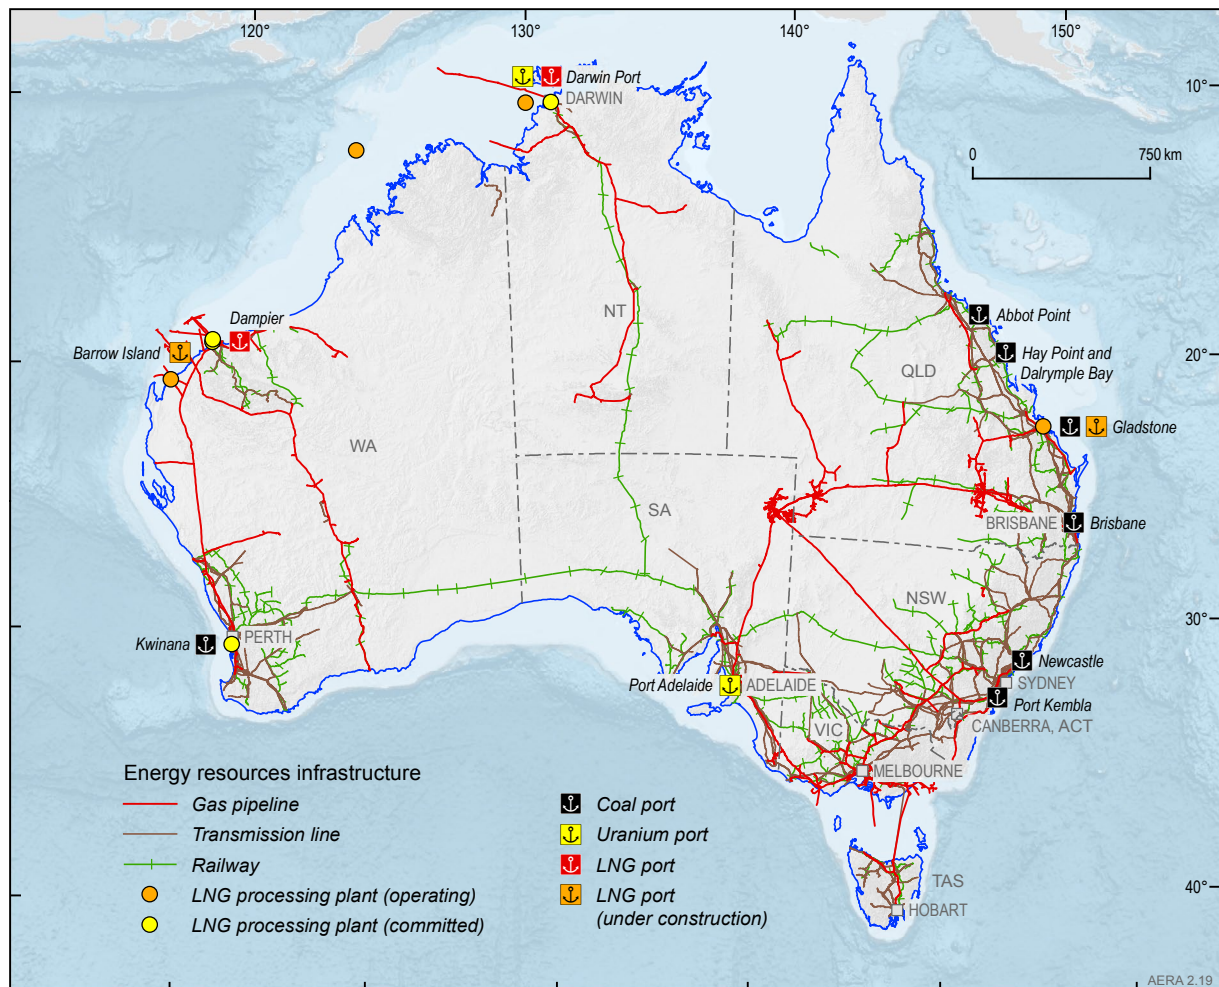 120°
130°
140°
150°
Darwin Port
DARWIN
10°
0
750 km
NT
Abbot Point
Dampier
Barrow Island
Hay Point and
Dalrymple Bay
20°
QLD
WA
Gladstone
SA
BRISBANE
Brisbane
NSW
30°
PERTH
Kwinana
Newcastle
SYDNEY
Port Adelaide
ADELAIDE
Port Kembla
CANBERRA, ACT
VIC
MELBOURNE
Energy resources infrastructure
Gas pipeline
Transmission line
Railway
LNG processing plant (operating)
LNG processing plant (committed)
Coal port
Uranium port
LNG port
LNG port
(under construction)
TAS
40°
HOBART
AERA 2.19